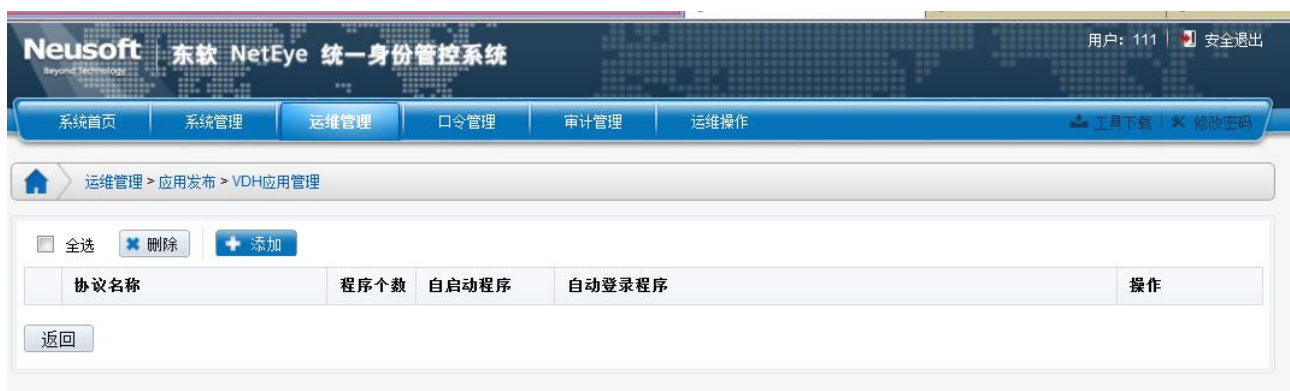 Neusoft
Beyond Technology
东软 NetEye 统一身份管控系统
用户: 111 安全退出
系统首页 系统管理 运维管理 口令管理 审计管理 运维操作 工具下载 修改密码
运维管理 > 应用发布 > VDH应用管理
全选 删除 添加
协议名称 程序个数 自启动程序 自动登录程序 操作
返回